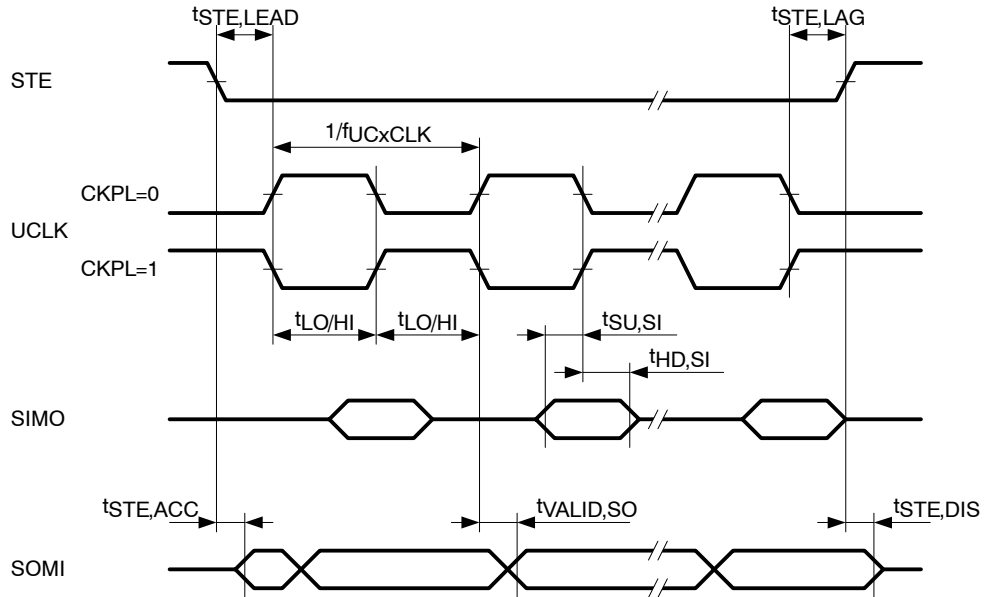 tSTE,LEAD
tSTE,LAG
STE
1/fUCxCLK
CKPL=0
UCLK
CKPL=1
tLO/HI
tLO/HI
tSU,SI
tHD,SI
SIMO
tSTE,ACC
tVALID,SO
tSTE,DIS
SOMI